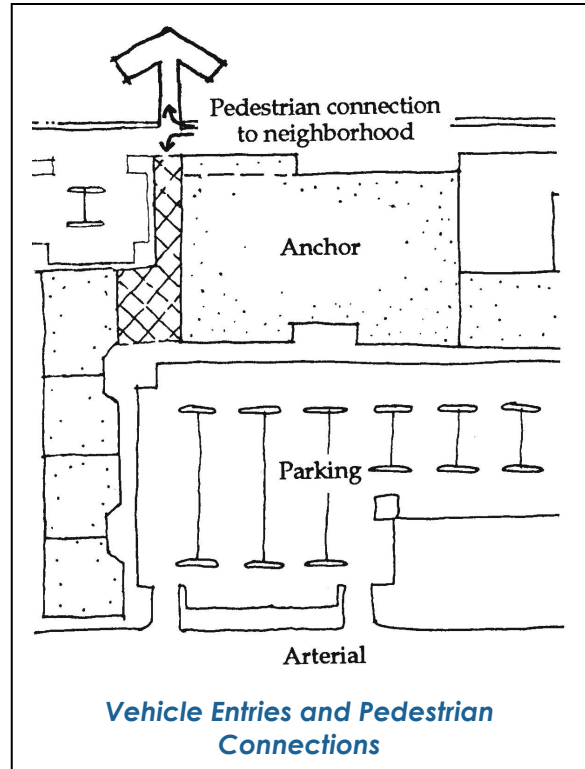 Pedestrian connection
to neighborhood
Anchor
Parking
Arterial
Vehicle Entries and Pedestrian
Connections